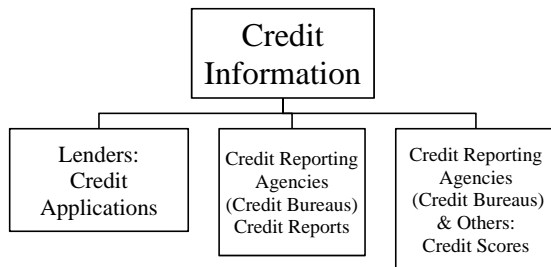 Credit
Information
Lenders:
Credit
Applications
Credit Reporting
Agencies
(Credit Bureaus)
Credit Reports
Credit Reporting
Agencies
(Credit Bureaus)
& Others:
Credit Scores